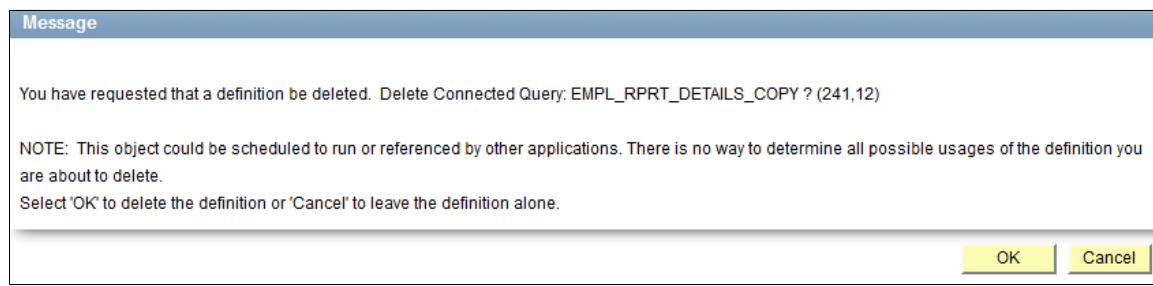 Message
You have requested that a definition be deleted.  Delete Connected Query: EMPL_RPRT_DETAILS_COPY ? (241,12)
NOTE:  This object could be scheduled to run or referenced by other applications. There is no way to determine all possible usages of the definition you
are about to delete.
Select 'OK' to delete the definition or 'Cancel' to leave the definition alone.
OK Cancel